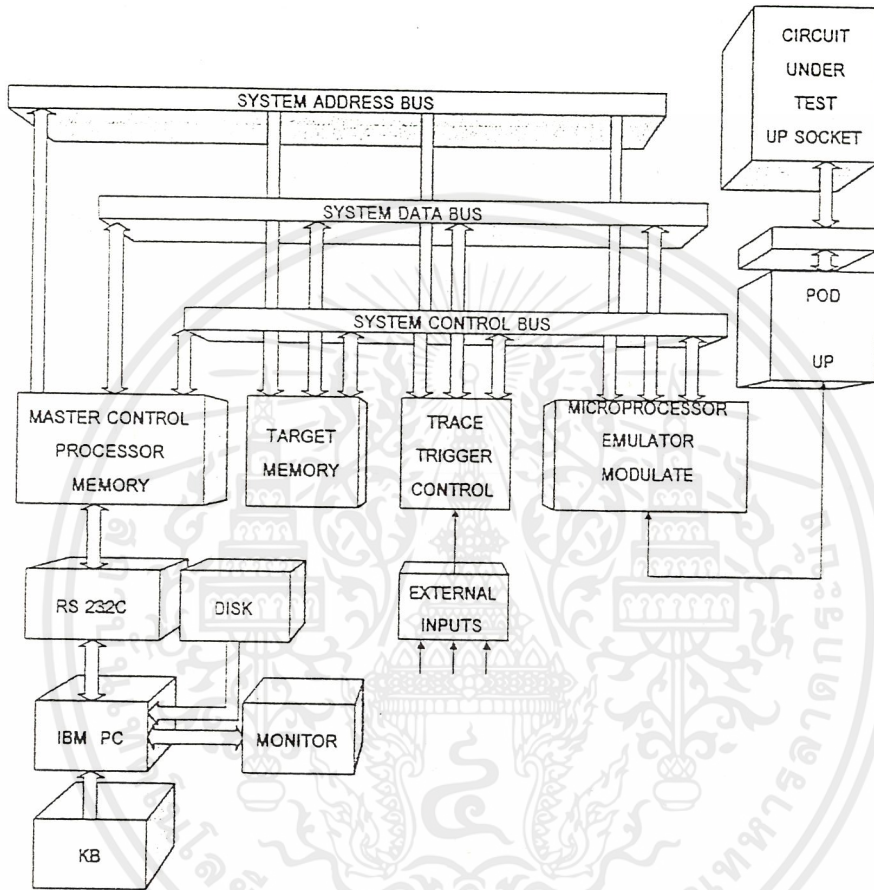 CIRCUIT
UNDER
TEST
UP SOCKET
SYSTEM ADDRESS BUS
SYSTEM DATA BUS
SYSTEM CONTROL BUS
POD
UP
MASTER CONTROL
PROCESSOR
MEMORY
TARGET
MEMORY
TRACE
TRIGGER
CONTROL
MICROPROCESSOR
EMULATOR
MODULATE
RS 232C
DISK
EXTERNAL
INPUTS
IBM PC
MONITOR
KB